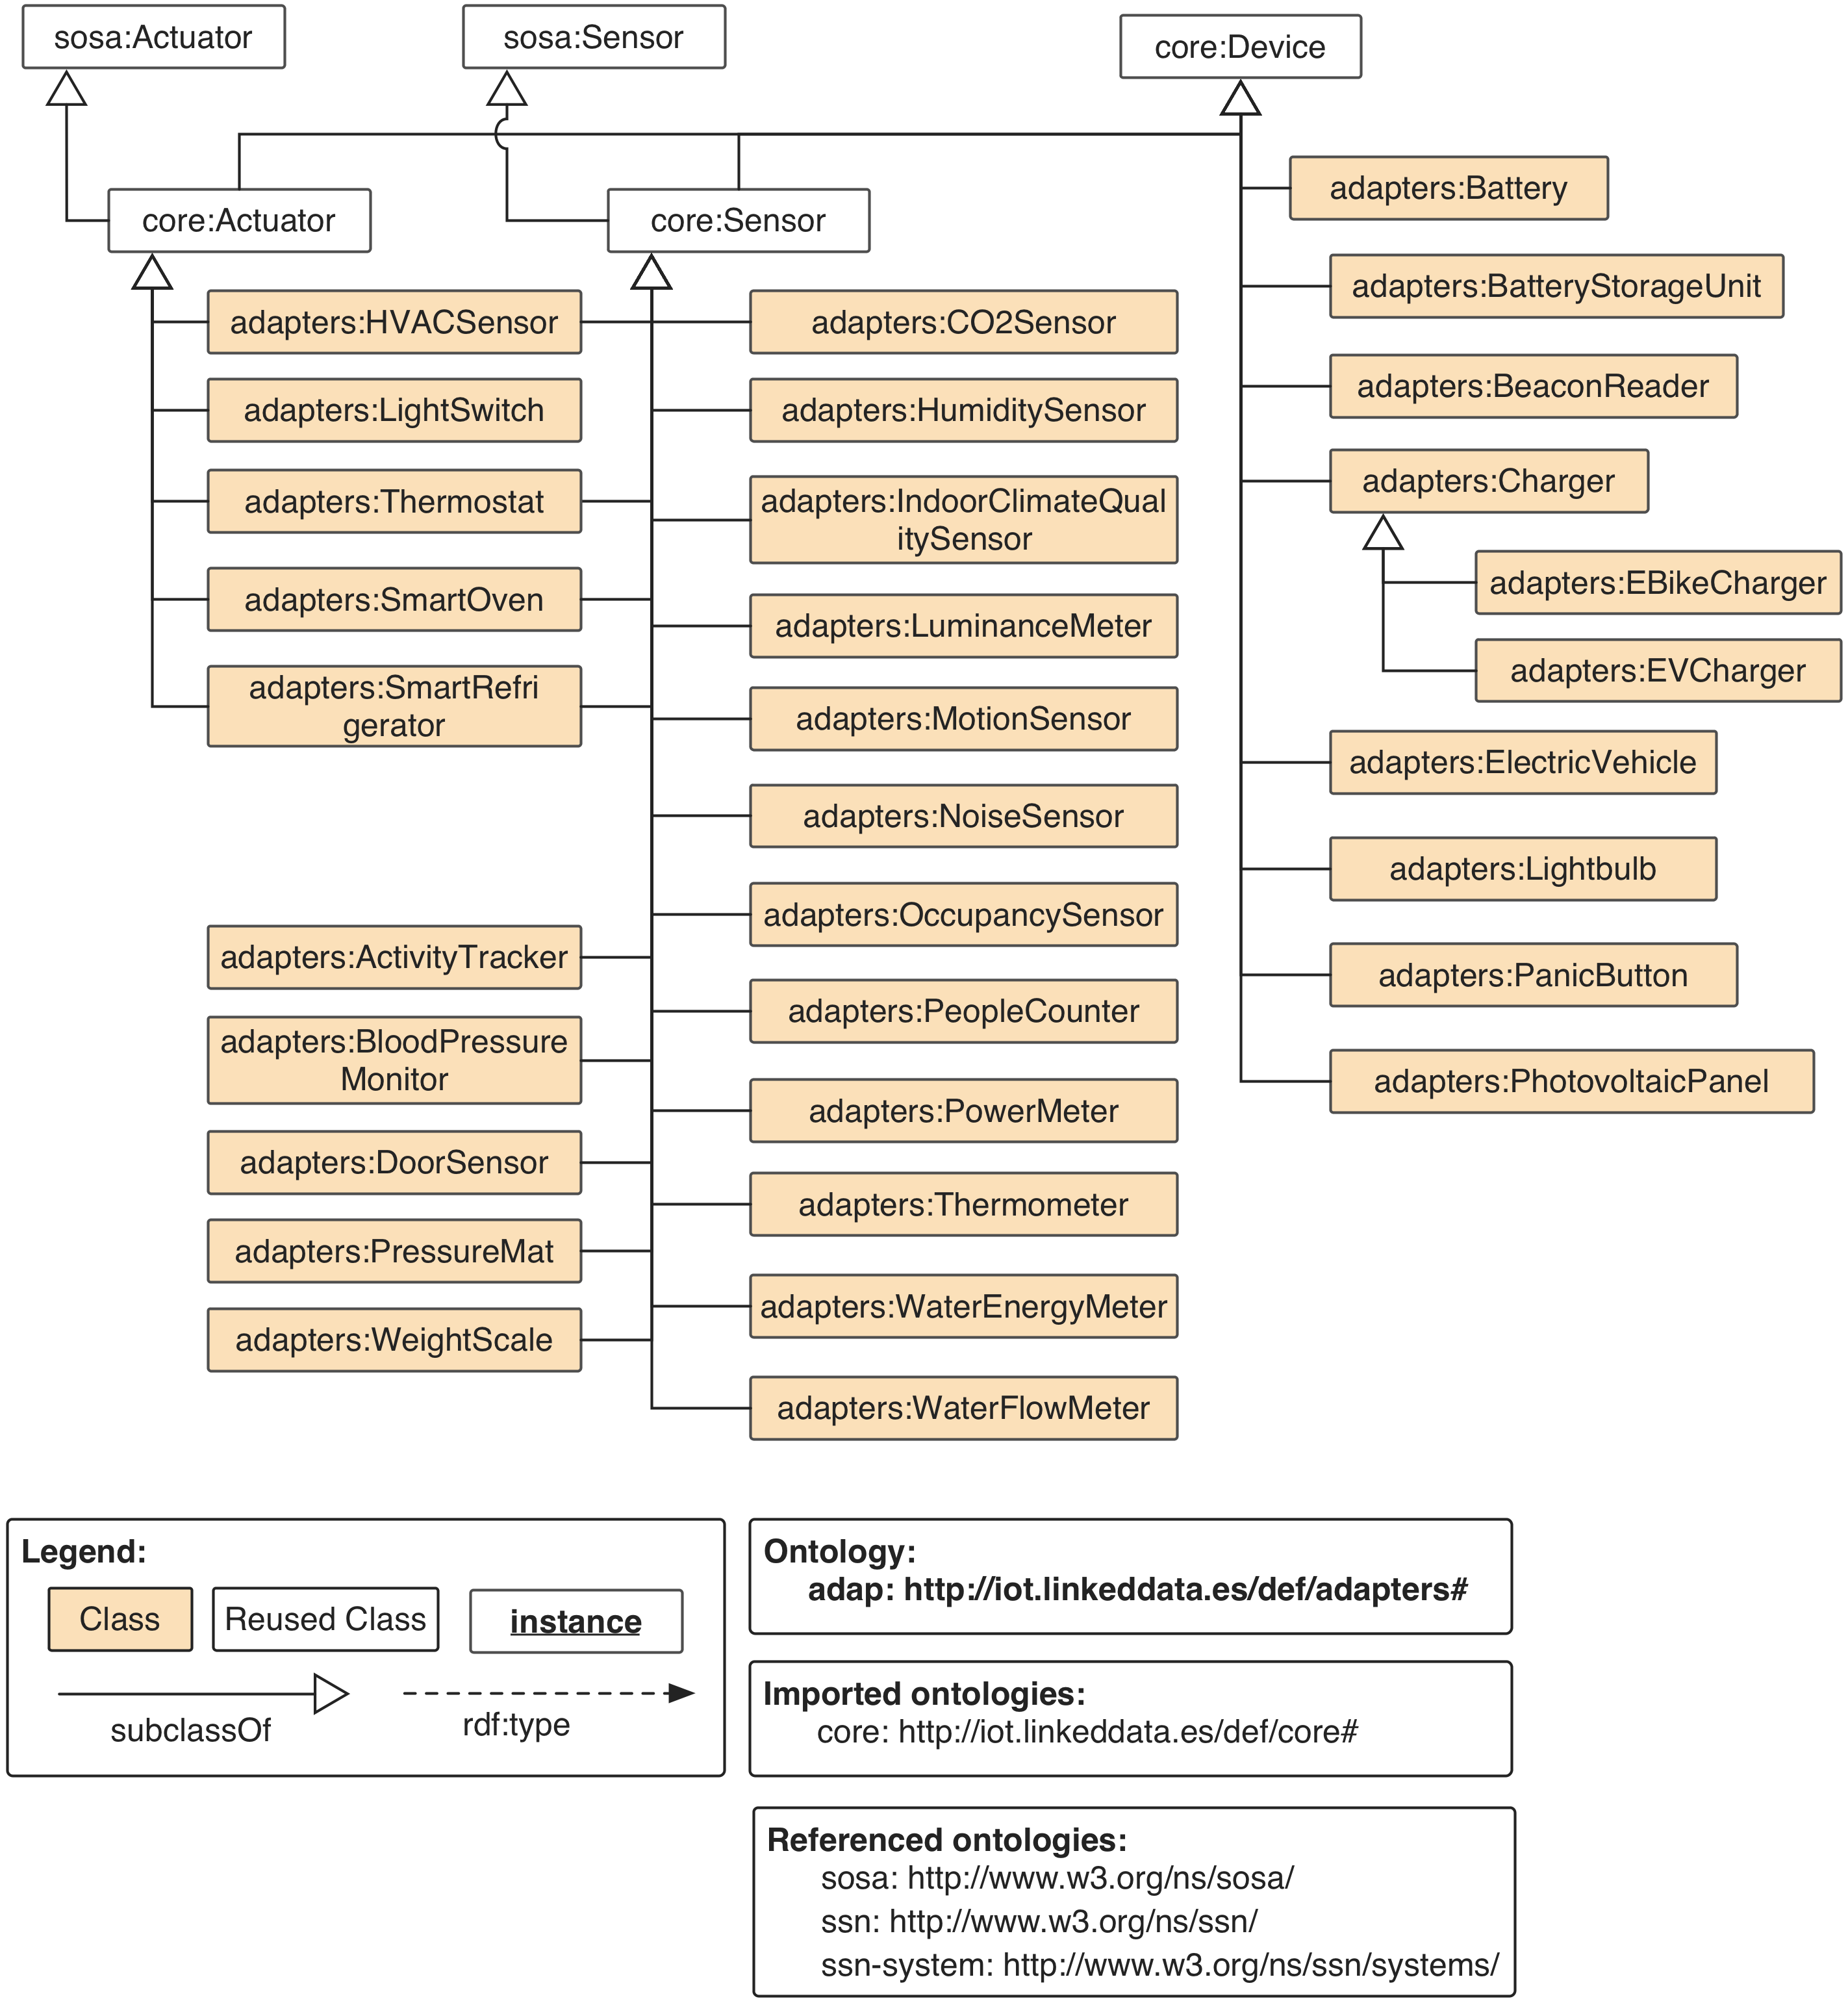 sosa:Actuator
sosa:Sensor
core:Device
core:Actuator
core:Sensor
adapters:HVACSensor
adapters:LightSwitch
adapters:Thermostat
adapters:SmartOven
adapters:SmartRefri
gerator
adapters:ActivityTracker
adapters:BloodPressure
Monitor
adapters:DoorSensor
adapters:PressureMat
adapters:WeightScale
adapters:CO2Sensor
adapters:HumiditySensor
adapters:IndoorClimateQual
itySensor
adapters:LuminanceMeter
adapters:MotionSensor
adapters:NoiseSensor
adapters:OccupancySensor
adapters:PeopleCounter
adapters:PowerMeter
adapters:Thermometer
adapters:WaterEnergyMeter
adapters:WaterFlowMeter
adapters:Battery
adapters:BatteryStorageUnit
adapters:BeaconReader
adapters:Charger
adapters:EBikeCharger
adapters:EVCharger
adapters:ElectricVehicle
adapters:Lightbulb
adapters:PanicButton
adapters:PhotovoltaicPanel
Legend:
Class
Reused Class
instance
subclassOf
rdf:type
Ontology:
adap: http://iot.linkeddata.es/def/adapters#
Imported ontologies:
core: http://iot.linkeddata.es/def/core#
Referenced ontologies:
sosa: http://www.w3.org/ns/sosa/
ssn: http://www.w3.org/ns/ssn/
ssn-system: http://www.w3.org/ns/ssn/systems/